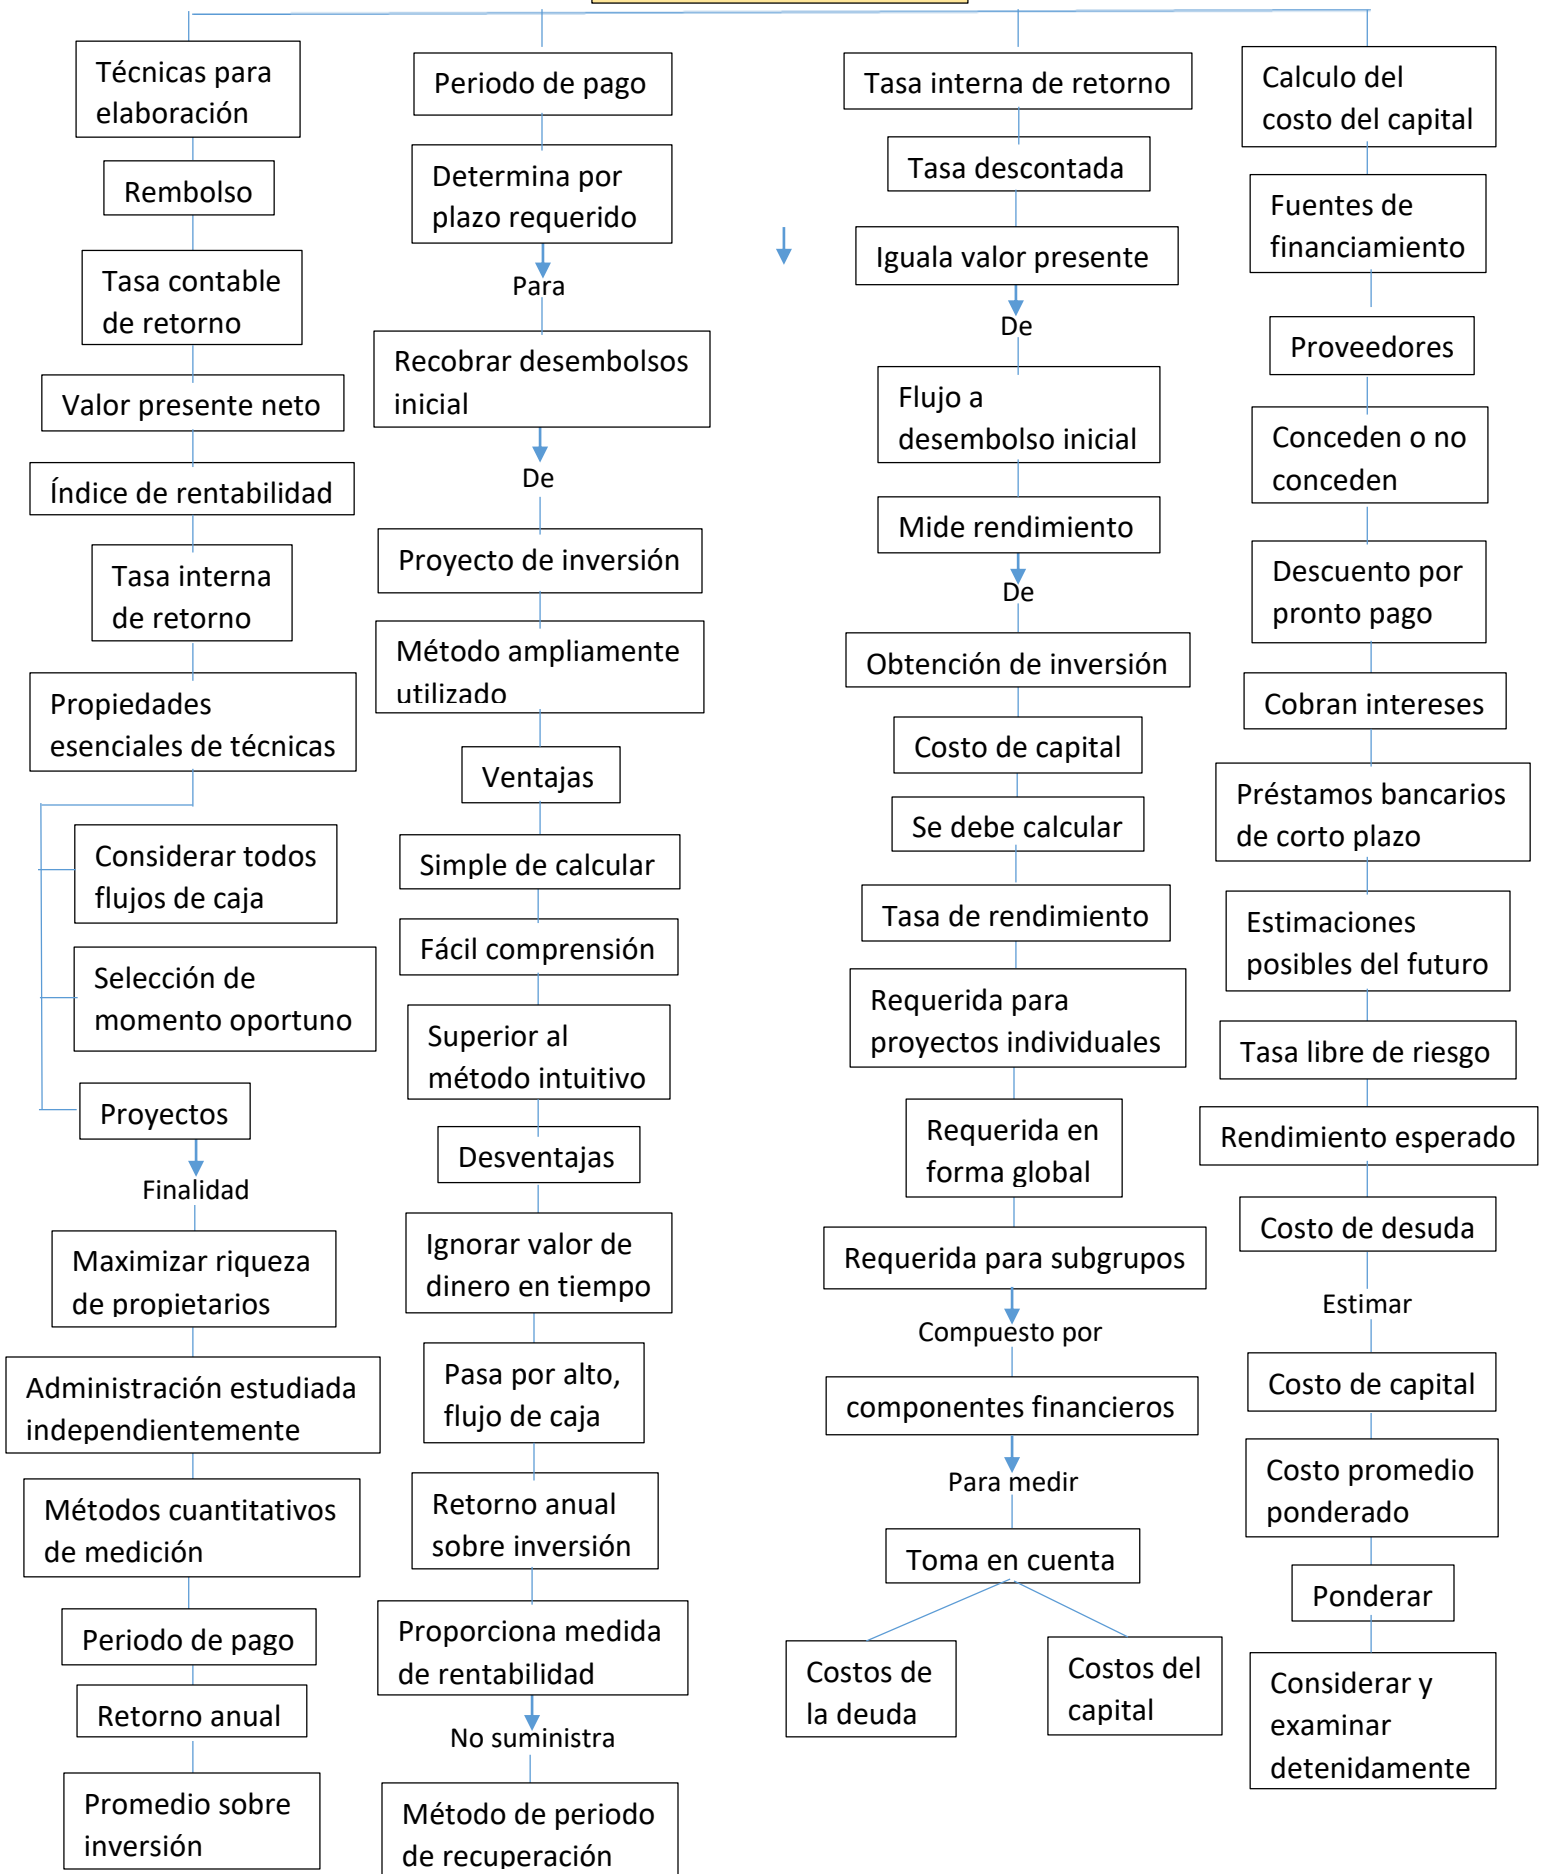 Técnicas para
elaboración
Rembolso
Tasa contable
de retorno
Valor presente neto
Índice de rentabilidad
Tasa interna
de retorno
Propiedades
esenciales de técnicas
Considerar todos
flujos de caja
Selección de
momento oportuno
Proyectos
Finalidad
Maximizar riqueza
de propietarios
Administración estudiada
independientemente
Métodos cuantitativos
de medición
Periodo de pago
Retorno anual
Promedio sobre
inversión
Periodo de pago
Determina por
plazo requerido
Para
Recobrar desembolsos
inicial
De
Proyecto de inversión
Método ampliamente
utilizado
Ventajas
Simple de calcular
Fácil comprensión
Superior al
método intuitivo
Desventajas
Ignorar valor de
dinero en tiempo
Pasa por alto,
flujo de caja
Retorno anual
sobre inversión
Proporciona medida
de rentabilidad
No suministra
Método de periodo
de recuperación
Tasa interna de retorno
Tasa descontada
Iguala valor presente
De
Flujo a
desembolso inicial
Mide rendimiento
De
Obtención de inversión
Costo de capital
Se debe calcular
Tasa de rendimiento
Requerida para
proyectos individuales
Requerida en
forma global
Requerida para subgrupos
Compuesto por
componentes financieros
Para medir
Toma en cuenta
Costos de
la deuda
Costos del
capital
Calculo del
costo del capital
Fuentes de
financiamiento
Proveedores
Conceden o no
conceden
Descuento por
pronto pago
Cobran intereses
Préstamos bancarios
de corto plazo
Estimaciones
posibles del futuro
Tasa libre de riesgo
Rendimiento esperado
Costo de desuda
Estimar
Costo de capital
Costo promedio
ponderado
Ponderar
Considerar y
examinar
detenidamente